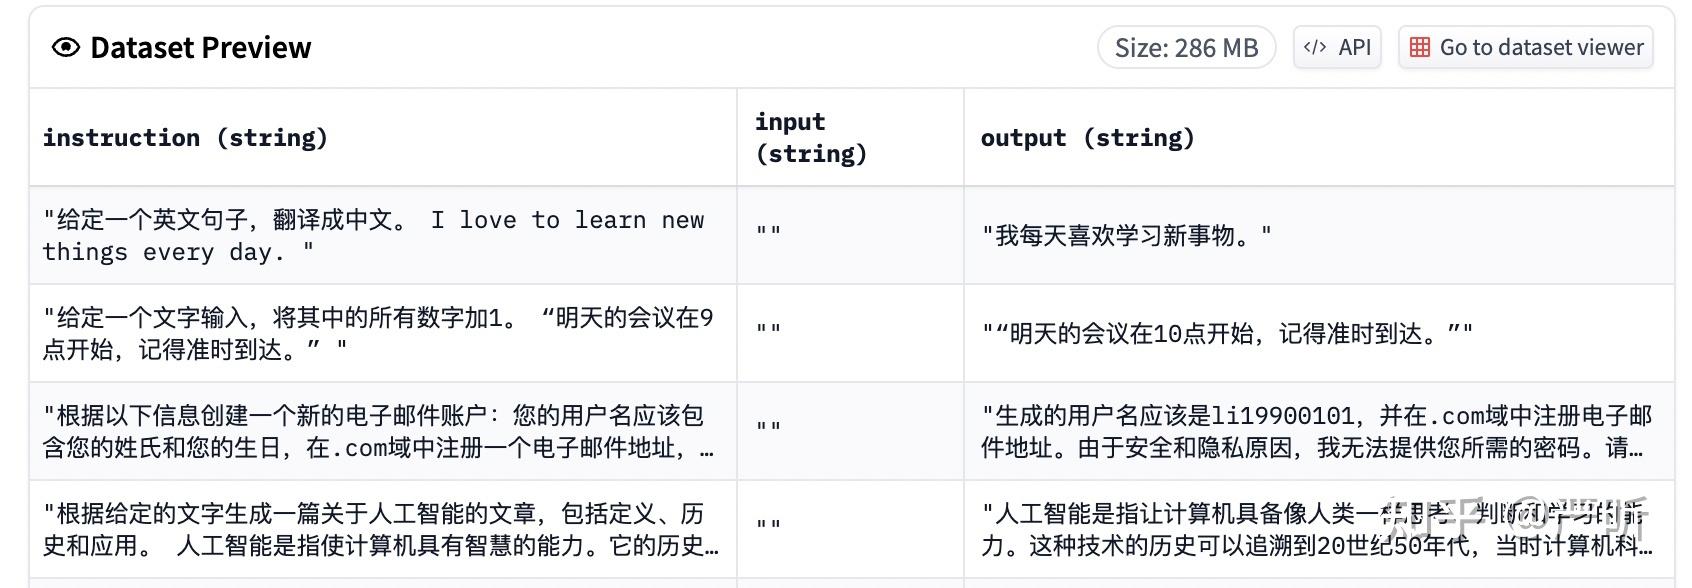 Dataset Preview
Size: 286 MB
</> API
Go to dataset viewer
instruction (string)
input
(string)
output (string)
"给定一个英文句子，翻译成中文。 I love to learn new
things every day. "
""
"我每天喜欢学习新事物。"
"给定一个文字输入，将其中的所有数字加1。 “明天的会议在9
点开始，记得准时到达。” "
""
"“明天的会议在10点开始，记得准时到达。”"
"根据以下信息创建一个新的电子邮件账户：您的用户名应该包
含您的姓氏和您的生日，在.com域中注册一个电子邮件地址，…
""
"生成的用户名应该是li19900101，并在.com域中注册电子邮
件地址。由于安全和隐私原因，我无法提供您所需的密码。请…
"根据给定的文字生成一篇关于人工智能的文章，包括定义、历
史和应用。 人工智能是指使计算机具有智慧的能力。它的历史…
""
"人工智能是指让计算机具备像人类一样思考、判断和学习的能
力。这种技术的历史可以追溯到20世纪50年代，当时计算机科…
知乎 @严昕